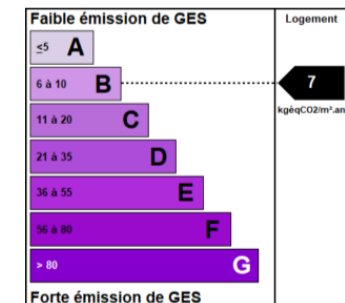 Faible émission de GES
Logement
≤5 A
6 à 10 B
7
kgéqCO2/m².an
11 à 20 C
21 à 35 D
36 à 55 E
56 à 80 F
> 80 G
Forte émission de GES